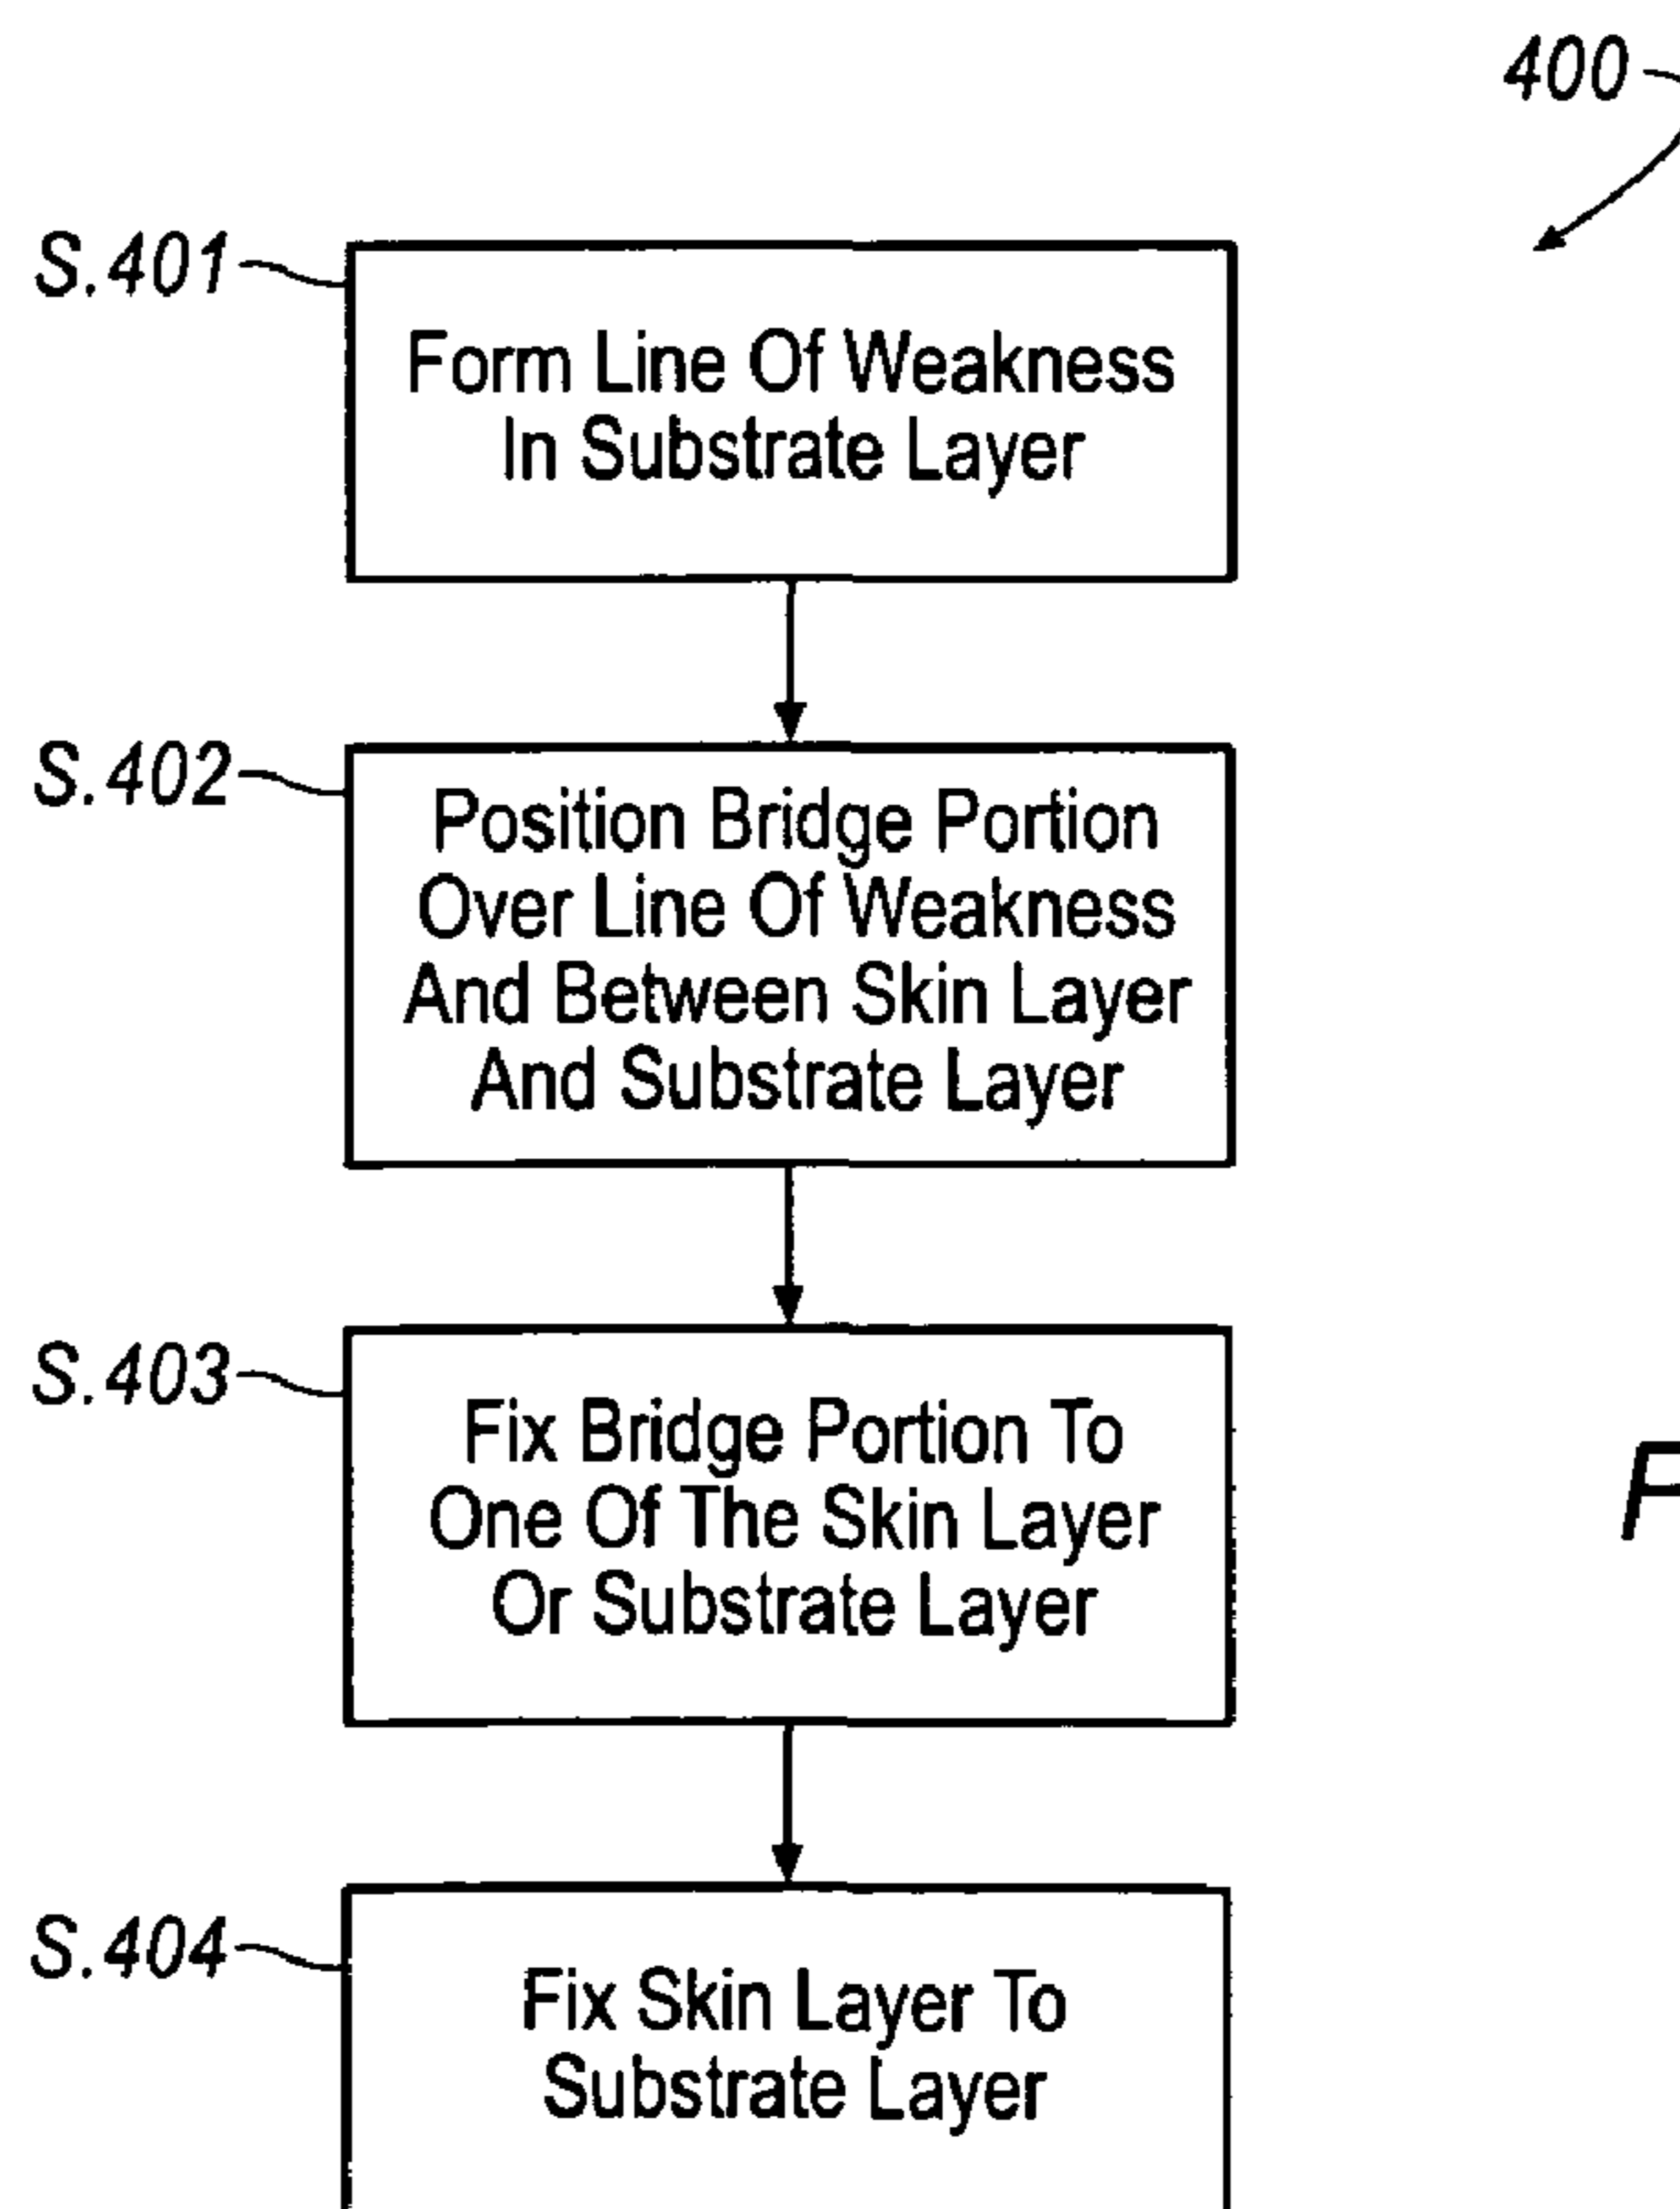 400
S.401
Form Line Of Weakness
In Substrate Layer
S.402
Position Bridge Portion
Over Line Of Weakness
And Between Skin Layer
And Substrate Layer
S.403
Fix Bridge Portion To
One Of The Skin Layer
Or Substrate Layer
F
S.404
Fix Skin Layer To
Substrate Layer